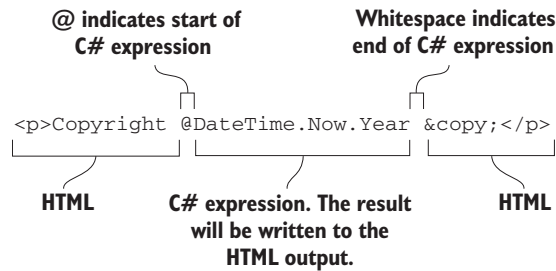 @ indicates start of
C# expression
Whitespace indicates
end of C# expression
<p>Copyright @DateTime.Now.Year &copy;</p>
HTML
C# expression. The result
will be written to the
HTML output.
HTML